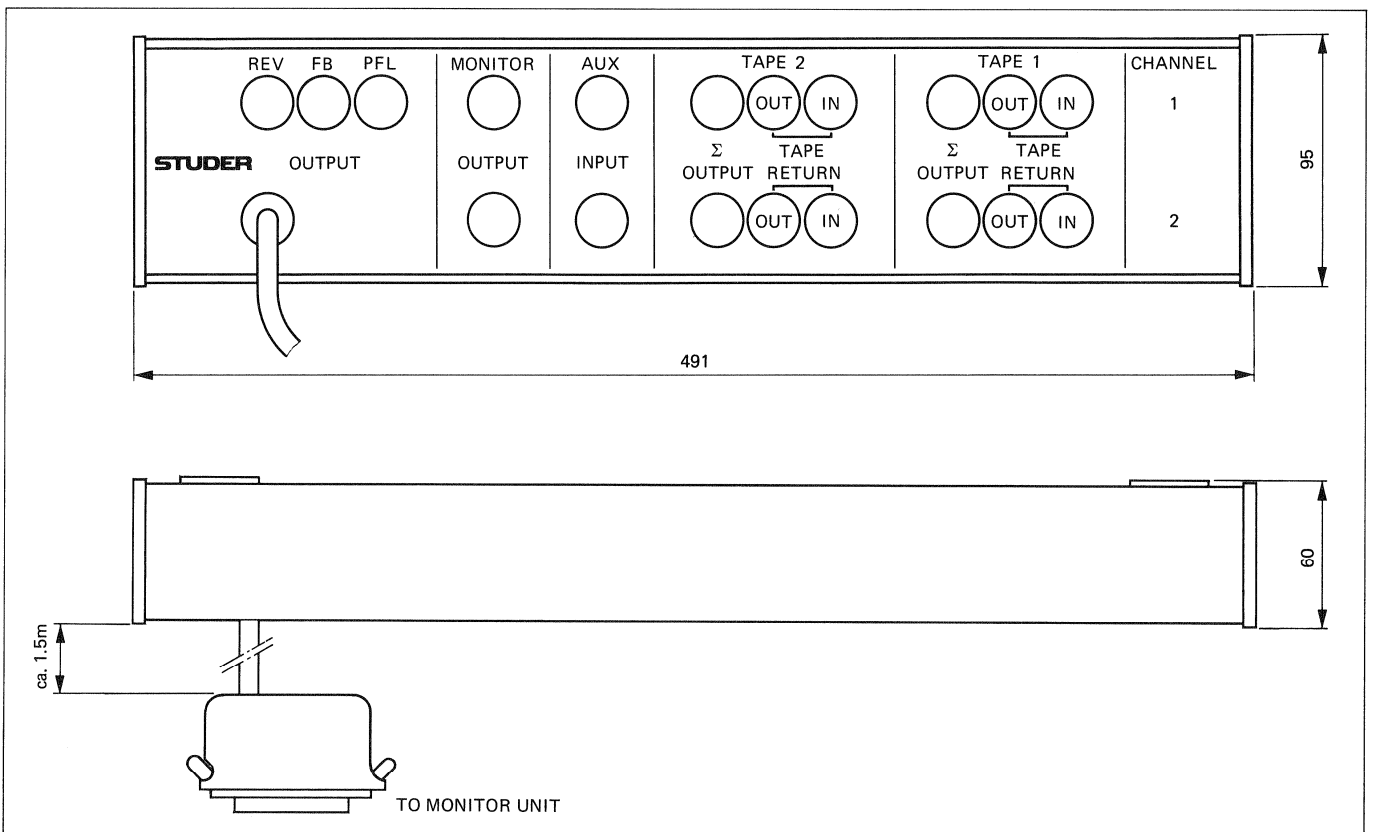 REV FB PFL MONITOR AUX TAPE 2 TAPE 1 CHANNEL
OUT IN OUT IN 1
STUDER OUTPUT OUTPUT INPUT Σ TAPE Σ TAPE
OUTPUT RETURN OUTPUT RETURN
OUT IN OUT IN 2
95
491
60
ca. 1.5m
TO MONITOR UNIT